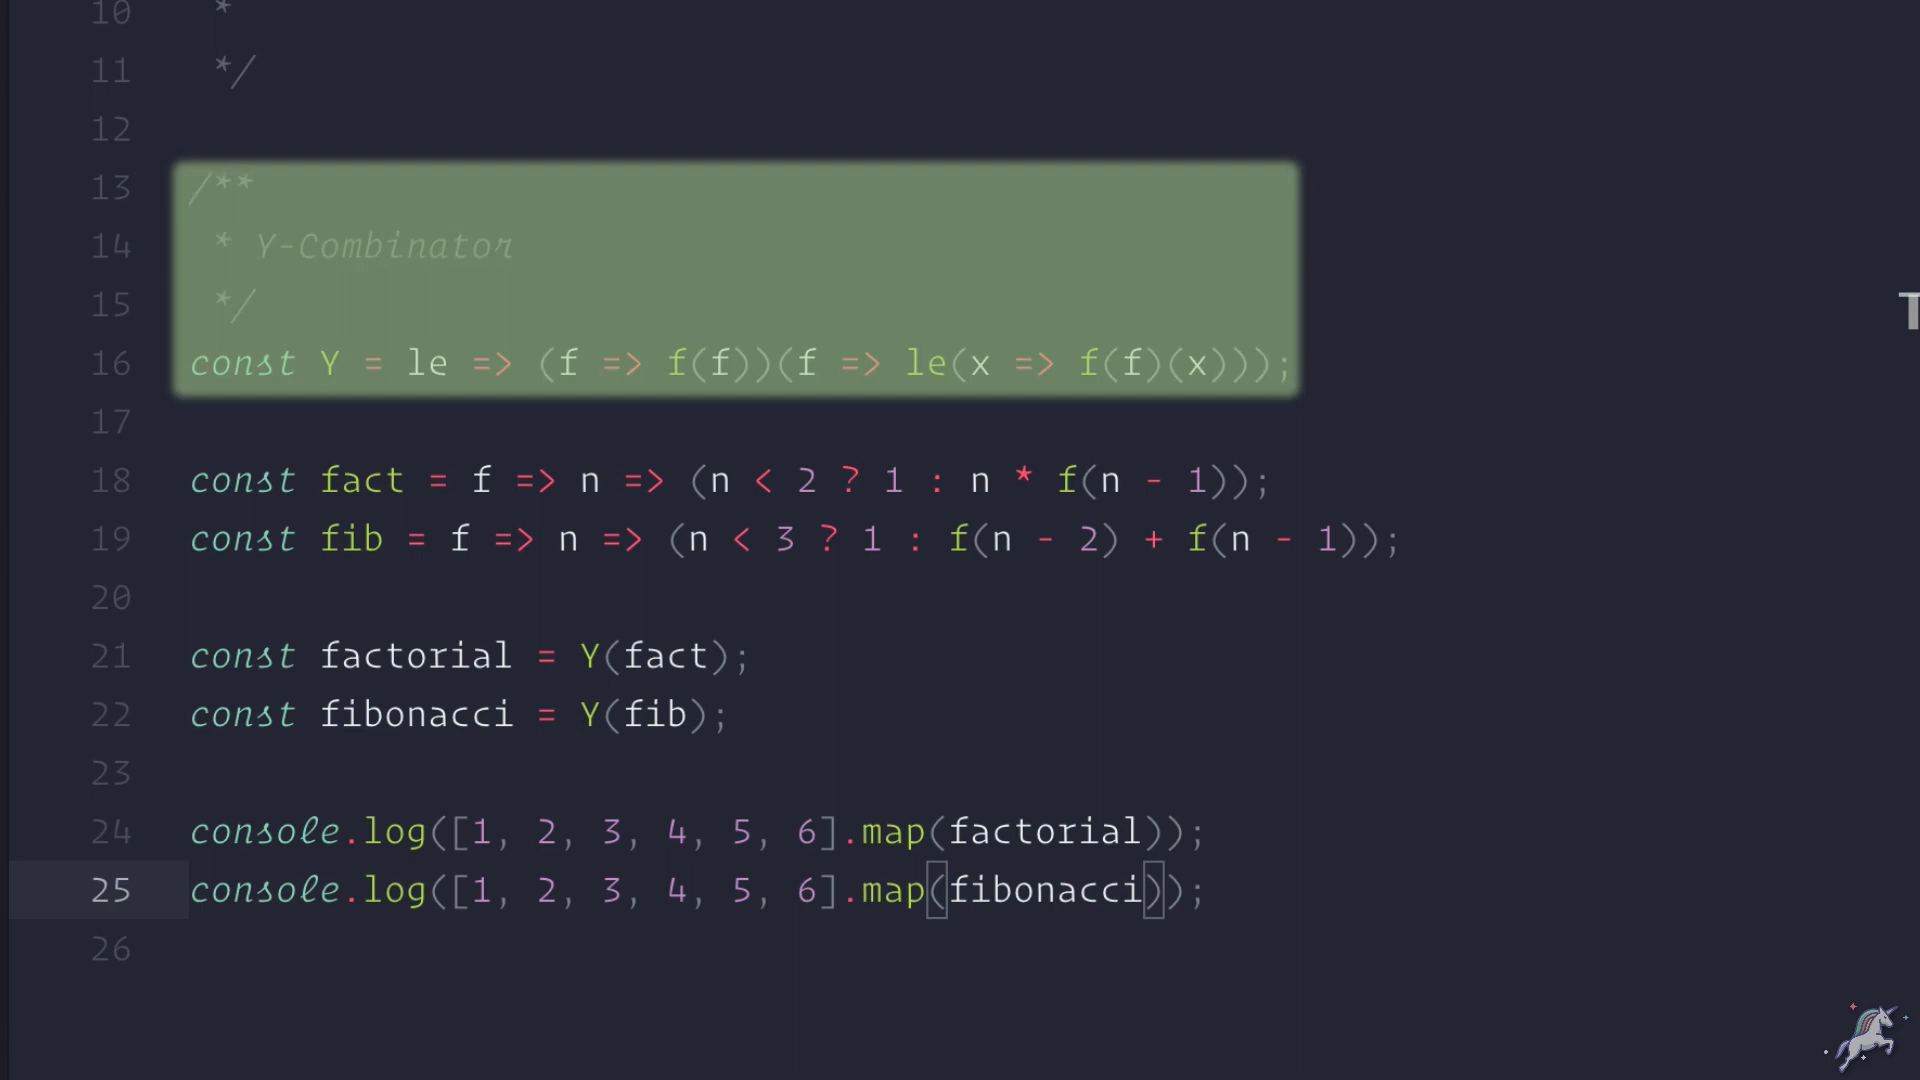 10 *
11 */
12
13 /**
14 * Y-Combinator
15 */
16 const Y = le => (f => f(f))(f => le(x => f(f)(x)));
17
18 const fact = f => n => (n < 2 ? 1 : n * f(n - 1));
19 const fib = f => n => (n < 3 ? 1 : f(n - 2) + f(n - 1));
20
21 const factorial = Y(fact);
22 const fibonacci = Y(fib);
23
24 console.log([1, 2, 3, 4, 5, 6].map(factorial));
25 console.log([1, 2, 3, 4, 5, 6].map(fibonacci));
26